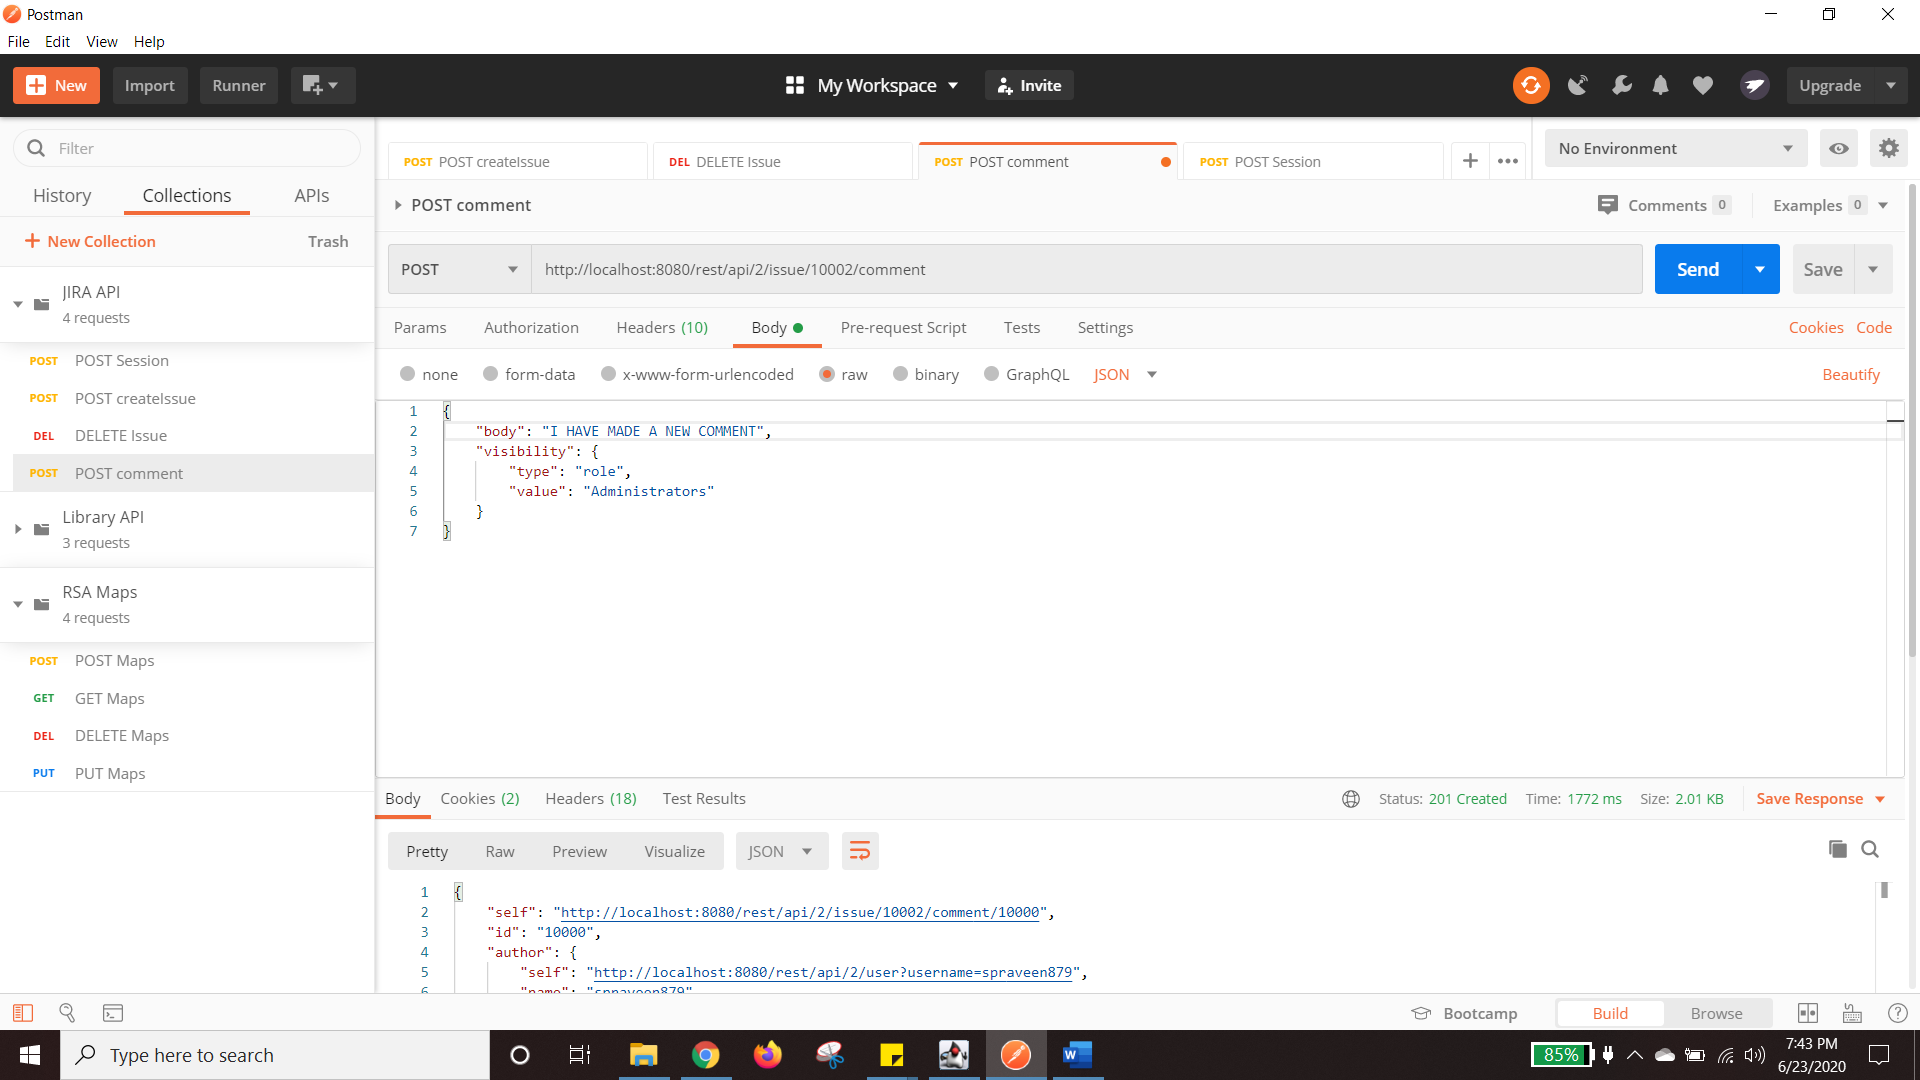 Postman
File Edit View Help
New Import Runner My Workspace Invite Upgrade
Filter
History Collections APIs
New Collection Trash
JIRA API
4 requests
POST POST Session
POST POST createIssue
DEL DELETE Issue
POST POST comment
Library API
3 requests
RSA Maps
4 requests
POST POST Maps
GET GET Maps
DEL DELETE Maps
PUT PUT Maps
POST POST createIssue DEL DELETE Issue POST POST comment POST POST Session No Environment
POST comment Comments 0 Examples 0
POST http://localhost:8080/rest/api/2/issue/10002/comment Send Save
Params Authorization Headers (10) Body Pre-request Script Tests Settings Cookies Code
none form-data x-www-form-urlencoded raw binary GraphQL JSON Beautify
1 {
2 "body": "I HAVE MADE A NEW COMMENT",
3 "visibility": {
4 "type": "role",
5 "value": "Administrators"
6 }
7 }
Body Cookies (2) Headers (18) Test Results Status: 201 Created Time: 1772 ms Size: 2.01 KB Save Response
Pretty Raw Preview Visualize JSON
1 {
2 "self": "http://localhost:8080/rest/api/2/issue/10002/comment/10000",
3 "id": "10000",
4 "author": {
5 "self": "http://localhost:8080/rest/api/2/user?username=spraveen879",
6 "name": "spraveen879"
Bootcamp Build Browse
Type here to search
85% 7:43 PM
6/23/2020